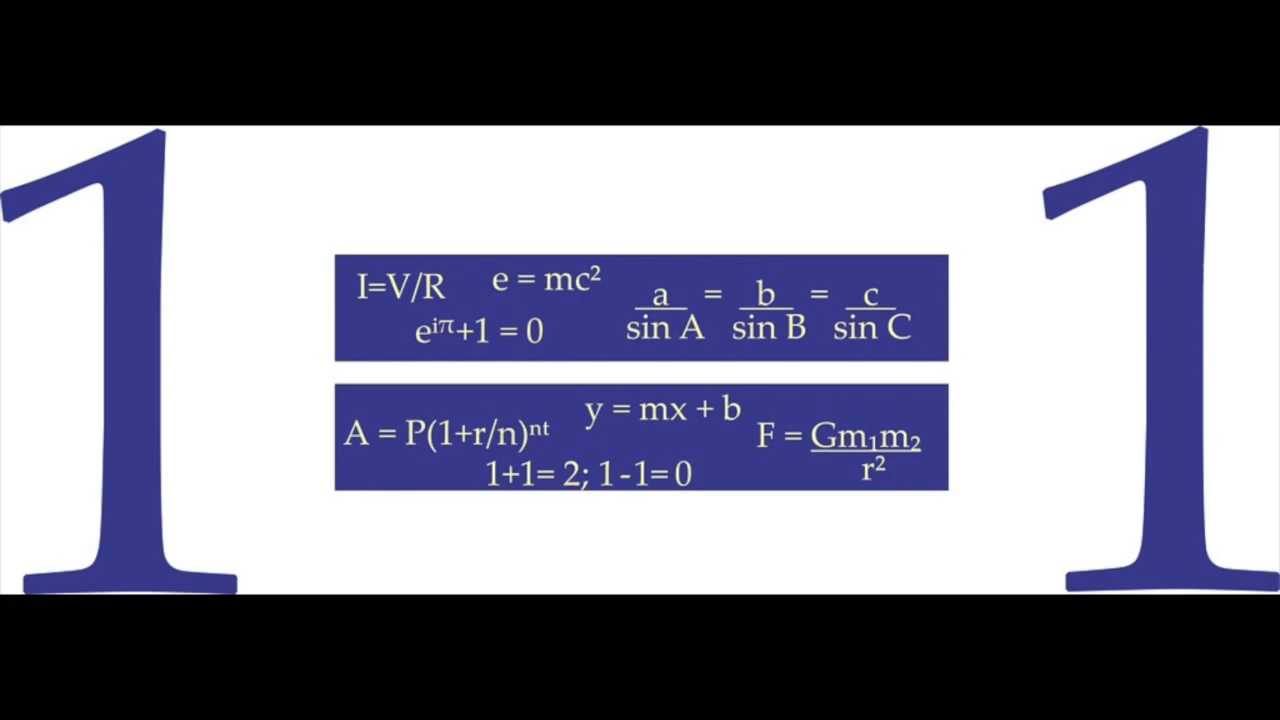 1 1
I=V/R e = mc² a/sin A = b/sin B = c/sin C
e^iπ+1 = 0
y = mx + b
A = P(1+r/n)^nt F = Gm₁m₂/r²
1+1= 2; 1-1= 0